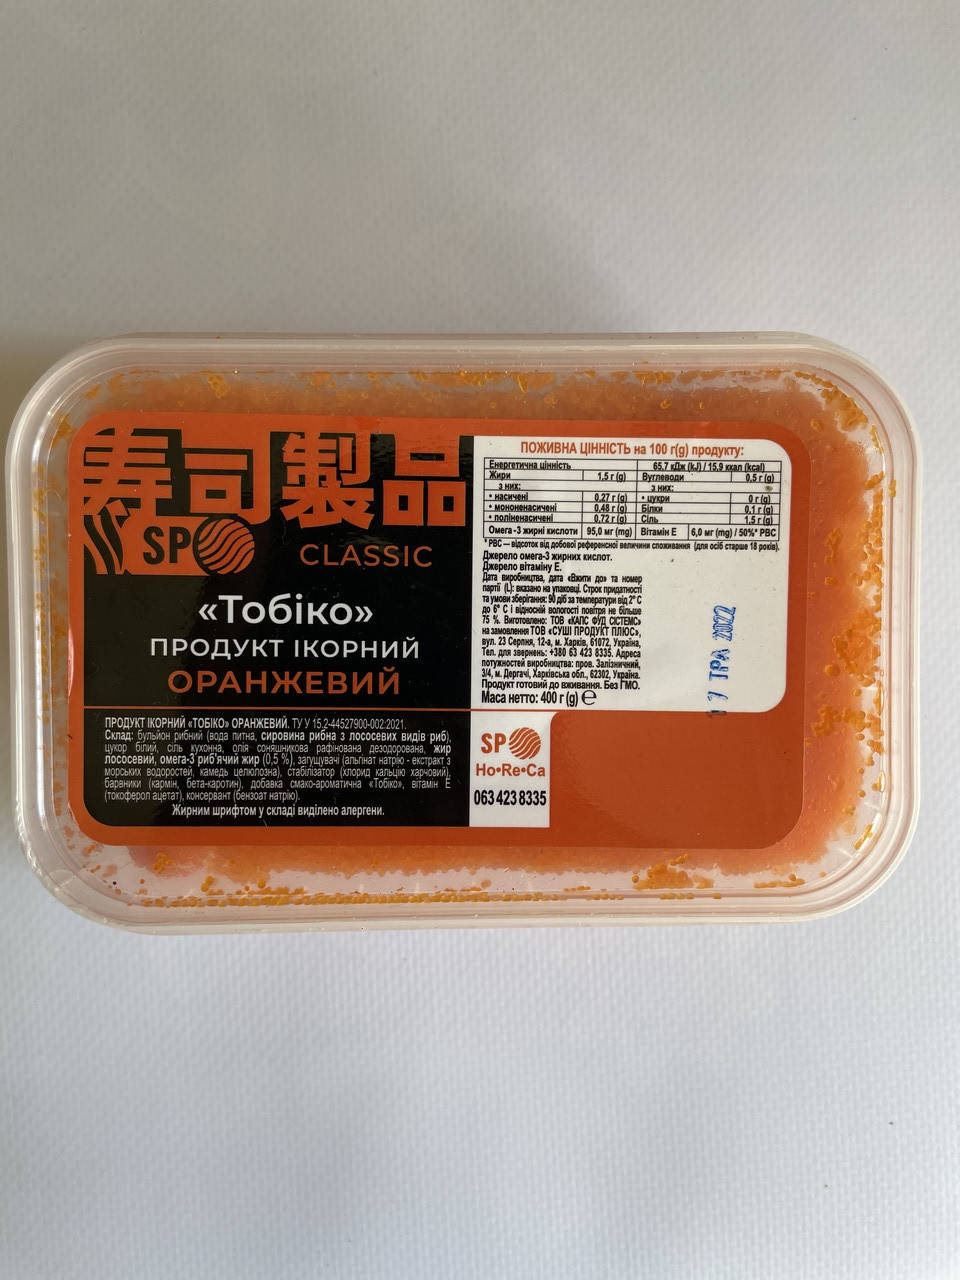 寿司製品
SP
CLASSIC
«Тобіко»
ПРОДУКТ ІКОРНИЙ
ОРАНЖЕВИЙ
ПРОДУКТ ІКОРНИЙ «ТОБІКО» ОРАНЖЕВИЙ. ТУ У 15.2-44527900-002:2021.
Склад: бульйон рибний (вода питна, сировина рибна з лососевих видів риб),
цукор білий, сіль кухонна, олія соняшникова рафінована дезодорована, жир
лососевий, омега-3 риб'ячий жир (0,5 %), загущувачі (альгінат натрію - екстракт з
морських водоростей, камедь целюлозна), стабілізатор (хлорид кальцію харчовий),
барвники (кармін, бета-каротин), добавка смако-ароматична «Тобіко», вітамін Е
(токоферол ацетат), консервант (бензоат натрію).
Жирним шрифтом у складі виділено алергени.
ПОЖИВНА ЦІННІСТЬ на 100 г(g) продукту:
Енергетична цінність 65,7 кДж (kJ) / 15,9 ккал (kcal)
Жири 1,5 г (g) Вуглеводи 0,5 г (g)
з них: з них:
• насичені 0,27 г (g) • цукри 0 г (g)
• мононенасичені 0,48 г (g) Білки 0,1 г (g)
• поліненасичені 0,72 г (g) Сіль 1,5 г (g)
Омега-3 жирні кислоти 95,0 мг (mg) Вітамін Е 6,0 мг (mg) / 50%* РВС
*РВС — відсоток від добової референсної величини споживання (для осіб старше 18 років).
Джерело омега-3 жирних кислот.
Джерело вітаміну Е.
Дата виробництва, дата «Вжити до» та номер
партії (L): вказано на упаковці. Строк придатності
та умови зберігання: 90 діб за температури від 2° С
до 6° С і відносній вологості повітря не більше
75 %. Виготовлено: ТОВ «КАПС ФУД СІСТЕМС»
на замовлення ТОВ «СУШІ ПРОДУКТ ПЛЮС»,
вул. 23 Серпня, 12-а, м. Харків, 61072, Україна,
Тел. для звернень: +380 63 423 8335. Адреса
потужностей виробництва: пров. Залізничний,
3/4, м. Дергачі, Харківська обл., 62302, Україна.
Продукт готовий до вживання. Без ГМО.
Маса нетто: 400 г (g) ℮
17 ТРА 2022
SP
Ho•Re•Ca
063 423 8335